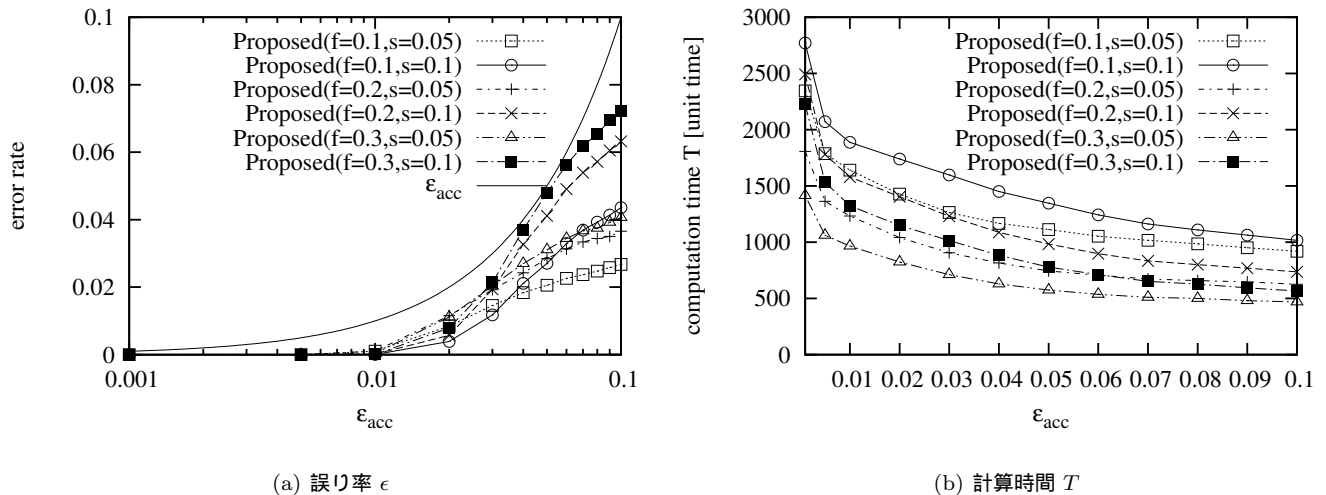 0.1
0.08
0.06
0.04
0.02
0
error rate
Proposed(f=0.1,s=0.05)
Proposed(f=0.1,s=0.1)
Proposed(f=0.2,s=0.05)
Proposed(f=0.2,s=0.1)
Proposed(f=0.3,s=0.05)
Proposed(f=0.3,s=0.1)
εacc
0.001 0.01 0.1
εacc
(a) 誤り率 ϵ
3000
2500
2000
1500
1000
500
0
computation time T [unit time]
Proposed(f=0.1,s=0.05)
Proposed(f=0.1,s=0.1)
Proposed(f=0.2,s=0.05)
Proposed(f=0.2,s=0.1)
Proposed(f=0.3,s=0.05)
Proposed(f=0.3,s=0.1)
0.01 0.02 0.03 0.04 0.05 0.06 0.07 0.08 0.09 0.1
εacc
(b) 計算時間 T